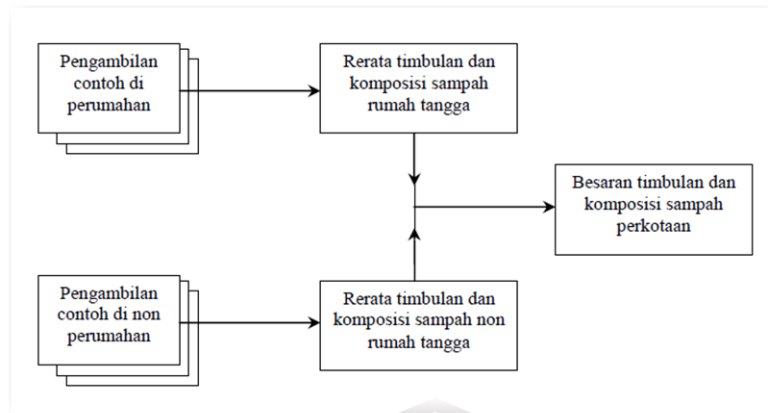 Pengambilan
contoh di
perumahan
Rerata timbulan dan
komposisi sampah
rumah tangga
Besaran timbulan dan
komposisi sampah
perkotaan
Pengambilan
contoh di non
perumahan
Rerata timbulan dan
komposisi sampah non
rumah tangga